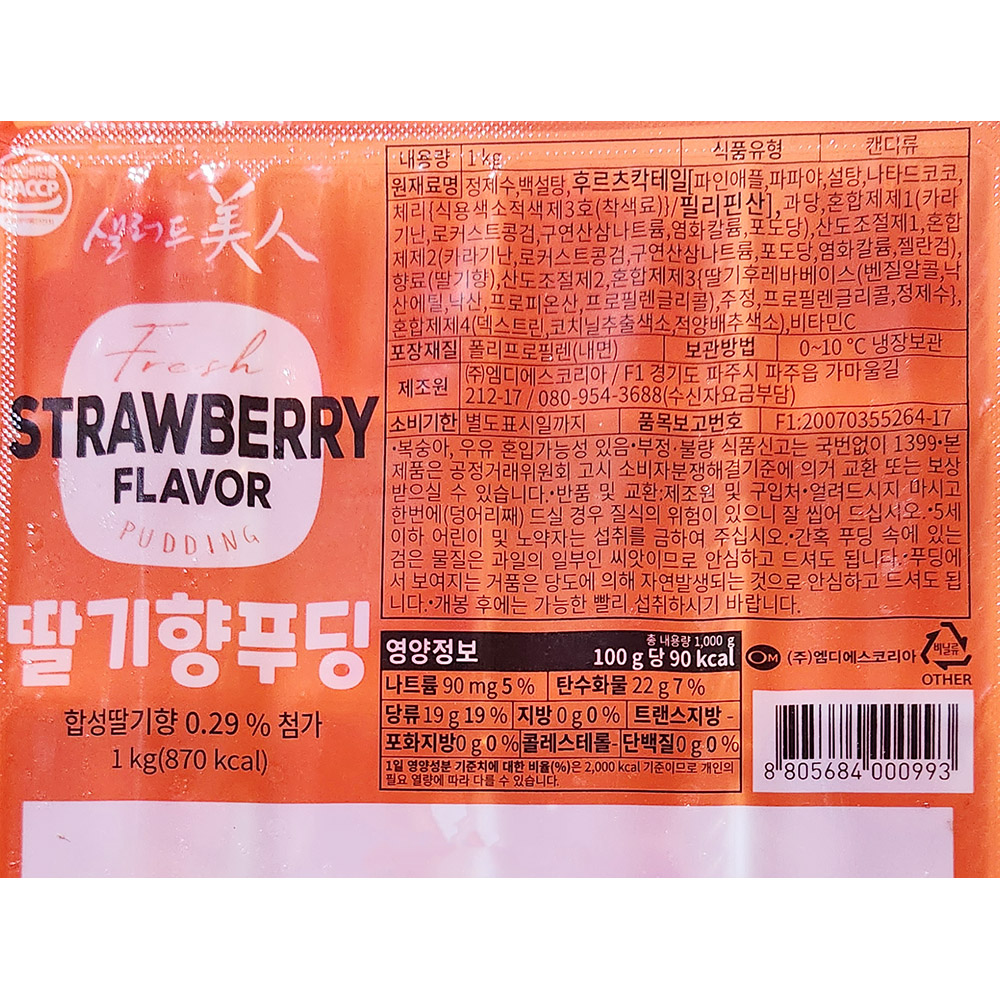 HACCP
샐러드美人
Fresh
STRAWBERRY
FLAVOR
PUDDING
딸기향푸딩
합성딸기향 0.29 % 첨가
1 kg(870 kcal)
내용량 1 kg 식품유형 캔디류
원재료명 정제수,백설탕,후르츠칵테일[파인애플,파파야,설탕,나타드코코,
체리{식용색소적색제3호(착색료)}/필리핀산],과당,혼합제제1(카라
기난,로커스트콩검,구연산삼나트륨,염화칼륨,포도당),산도조절제1,혼합
제제2(카라기난,로커스트콩검,구연산삼나트륨,포도당,염화칼륨,젤란검),
향료(딸기향),산도조절제2,혼합제제3{딸기후레바베이스(벤질알콜,낙
산에틸,낙산,프로피온산,프로필렌글리콜),주정,프로필렌글리콜,정제수},
혼합제제4(덱스트린,코치닐추출색소,적양배추색소),비타민C
포장재질 폴리프로필렌(내면) 보관방법 0~10 ℃ 냉장보관
제조원 ㈜엠디에스코리아 / F1 경기도 파주시 파주읍 가마울길
212-17 / 080-954-3688(수신자요금부담)
소비기한 별도표시일까지 품목보고번호 F1:20070355264-17
•복숭아, 우유 혼입가능성 있음•부정·불량 식품신고는 국번없이 1399•본
제품은 공정거래위원회 고시 소비자분쟁해결기준에 의거 교환 또는 보상
받으실 수 있습니다.•반품 및 교환:제조원 및 구입처•얼려드시지 마시고
한번에(덩어리째) 드실 경우 질식의 위험이 있으니 잘 씹어 드십시오.•5세
이하 어린이 및 노약자는 섭취를 금하여 주십시오.•간혹 푸딩 속에 있는
검은 물질은 과일의 일부인 씨앗이므로 안심하고 드셔도 됩니다.•푸딩에
서 보여지는 거품은 당도에 의해 자연발생되는 것으로 안심하고 드셔도 됩
니다.•개봉 후에는 가능한 빨리 섭취하시기 바랍니다.
영양정보 총 내용량 1,000 g
100 g 당 90 kcal
나트륨 90 mg 5 % 탄수화물 22 g 7 %
당류 19 g 19 % 지방 0 g 0 % 트랜스지방 -
포화지방 0 g 0 % 콜레스테롤 - 단백질 0 g 0 %
1일 영양성분 기준치에 대한 비율(%)은 2,000 kcal 기준이므로 개인의
필요 열량에 따라 다를 수 있습니다.
OM (주)엠디에스코리아
비닐류
OTHER
8 805684 000993